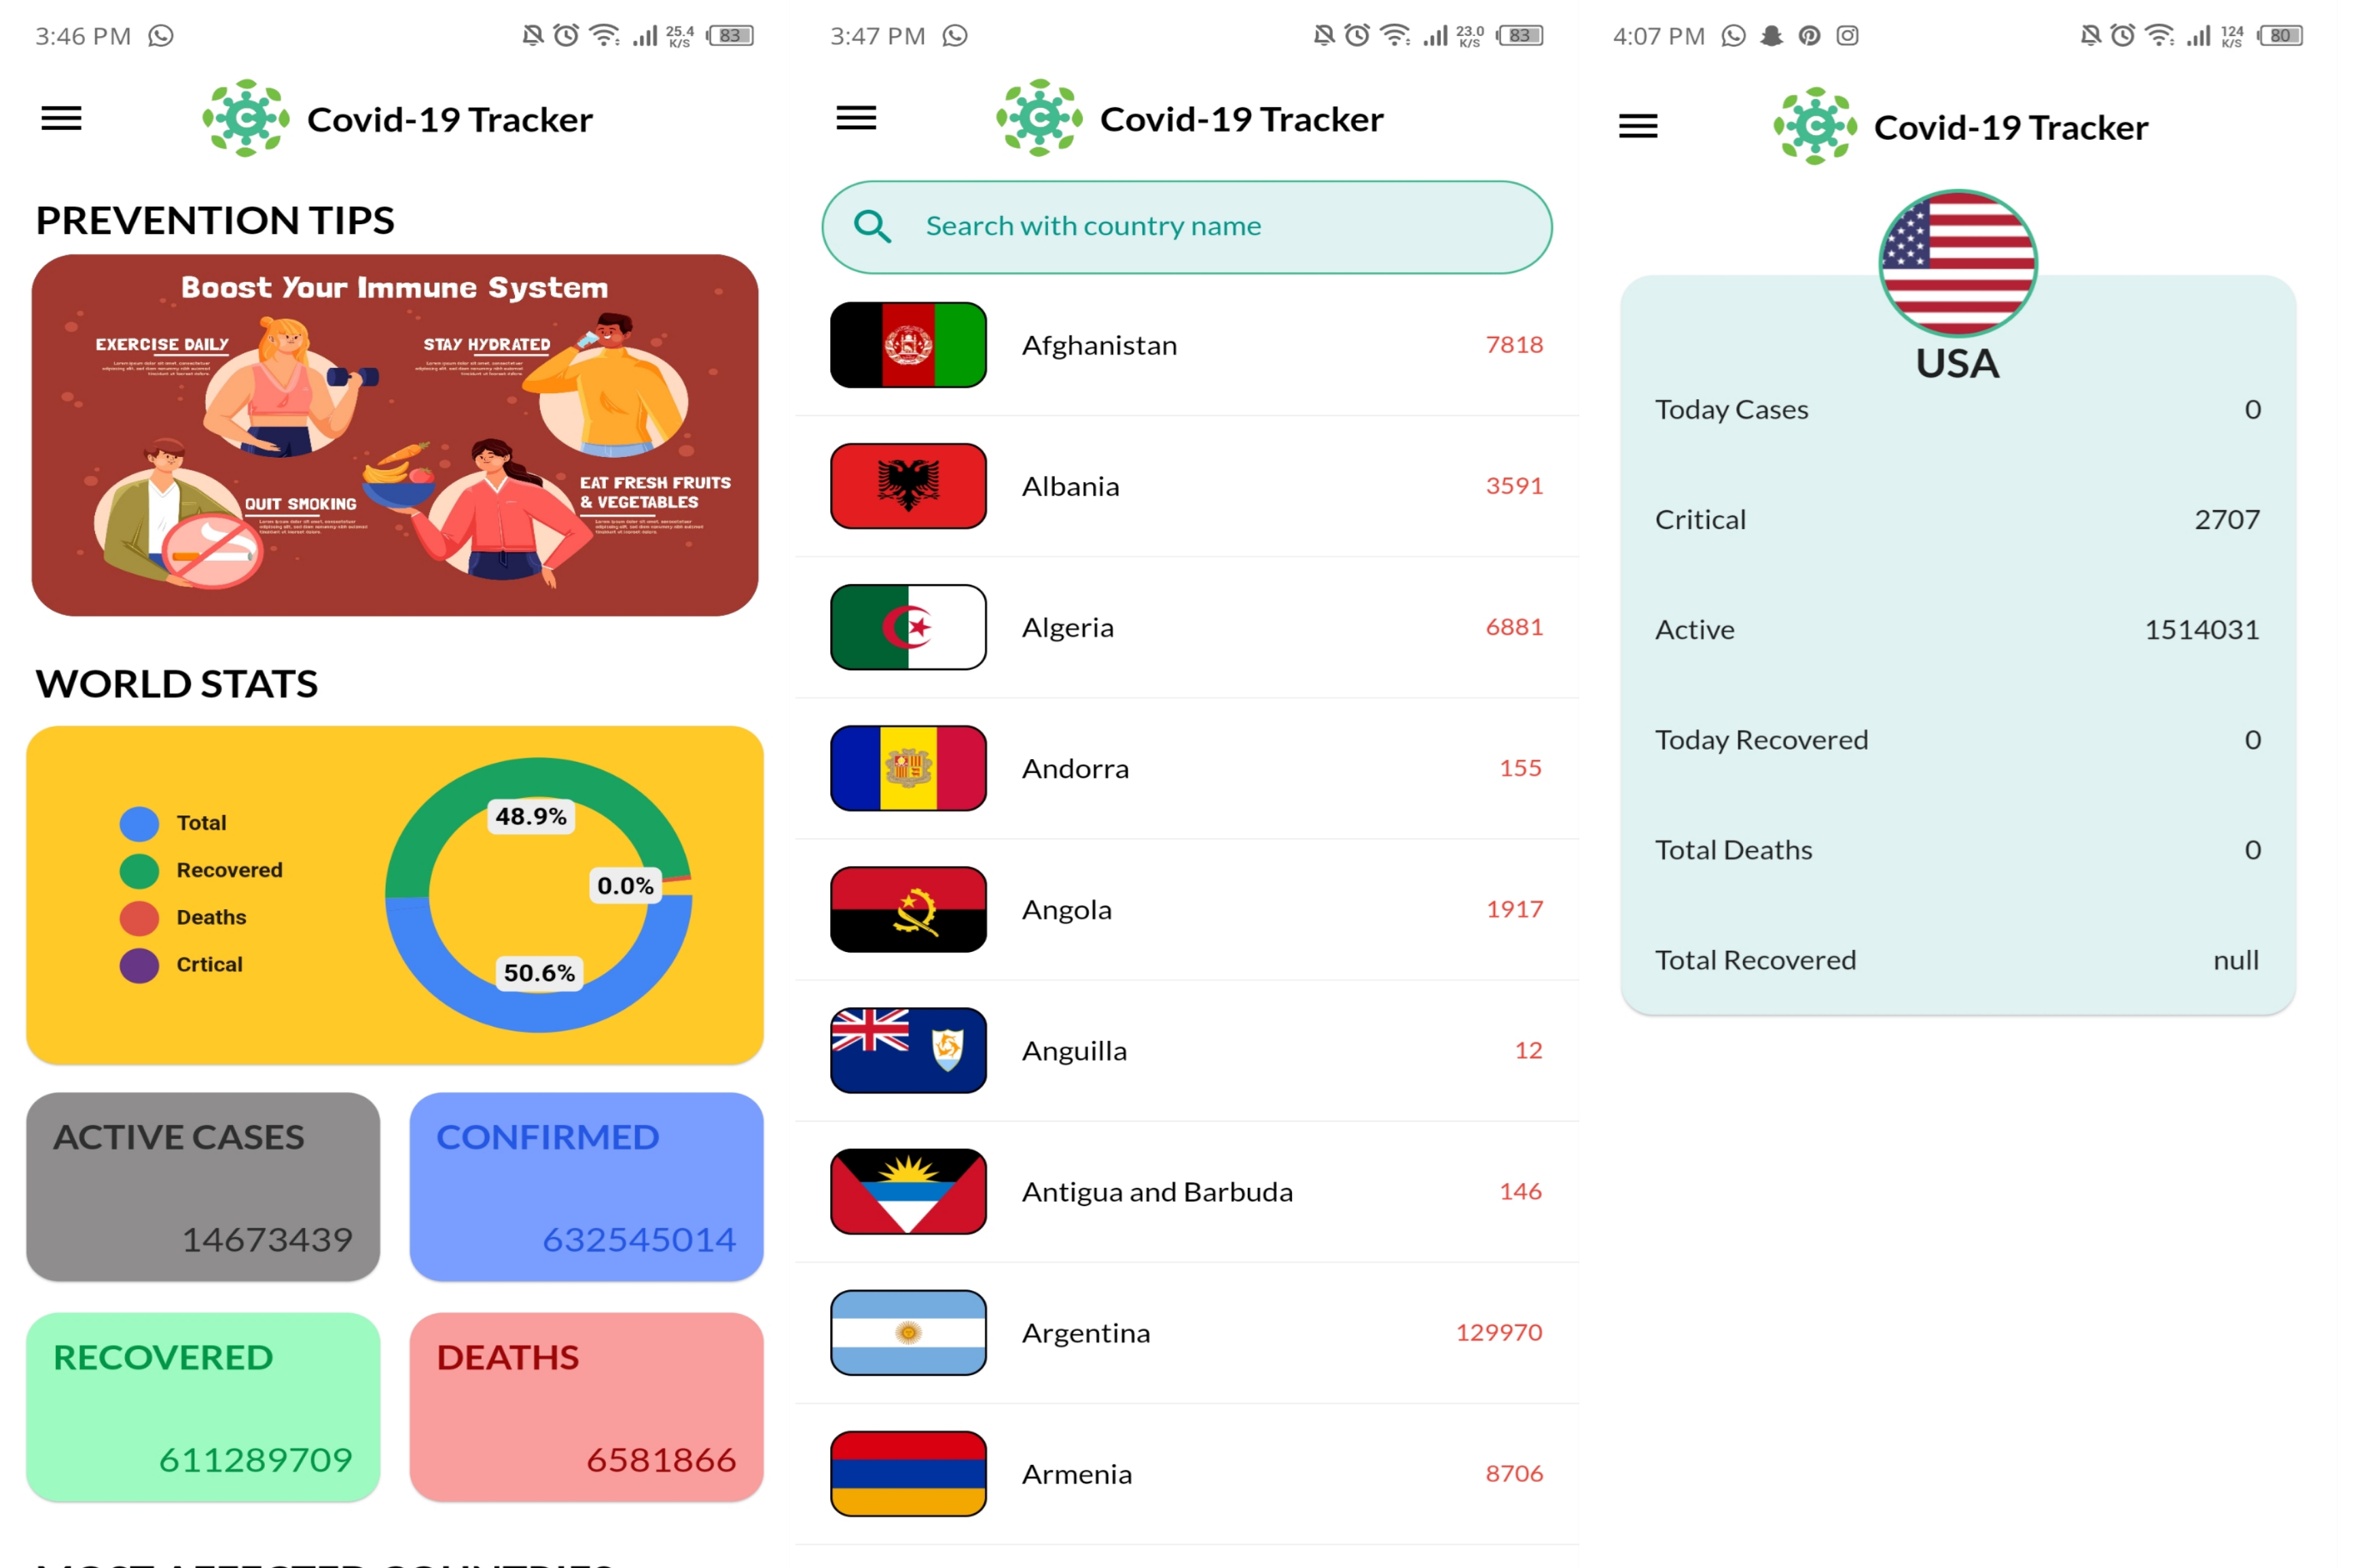 3:46 PM
25.4 K/S
83
Covid-19 Tracker
PREVENTION TIPS
Boost Your Immune System
EXERCISE DAILY
STAY HYDRATED
QUIT SMOKING
EAT FRESH FRUITS
& VEGETABLES
WORLD STATS
Total
Recovered
Deaths
Crtical
48.9%
0.0%
50.6%
ACTIVE CASES
14673439
CONFIRMED
632545014
RECOVERED
611289709
DEATHS
6581866
MOST AFFECTED COUNTRIES
3:47 PM
23.0 K/S
83
Covid-19 Tracker
Search with country name
Afghanistan 7818
Albania 3591
Algeria 6881
Andorra 155
Angola 1917
Anguilla 12
Antigua and Barbuda 146
Argentina 129970
Armenia 8706
4:07 PM
124 K/S
80
Covid-19 Tracker
USA
Today Cases 0
Critical 2707
Active 1514031
Today Recovered 0
Total Deaths 0
Total Recovered null